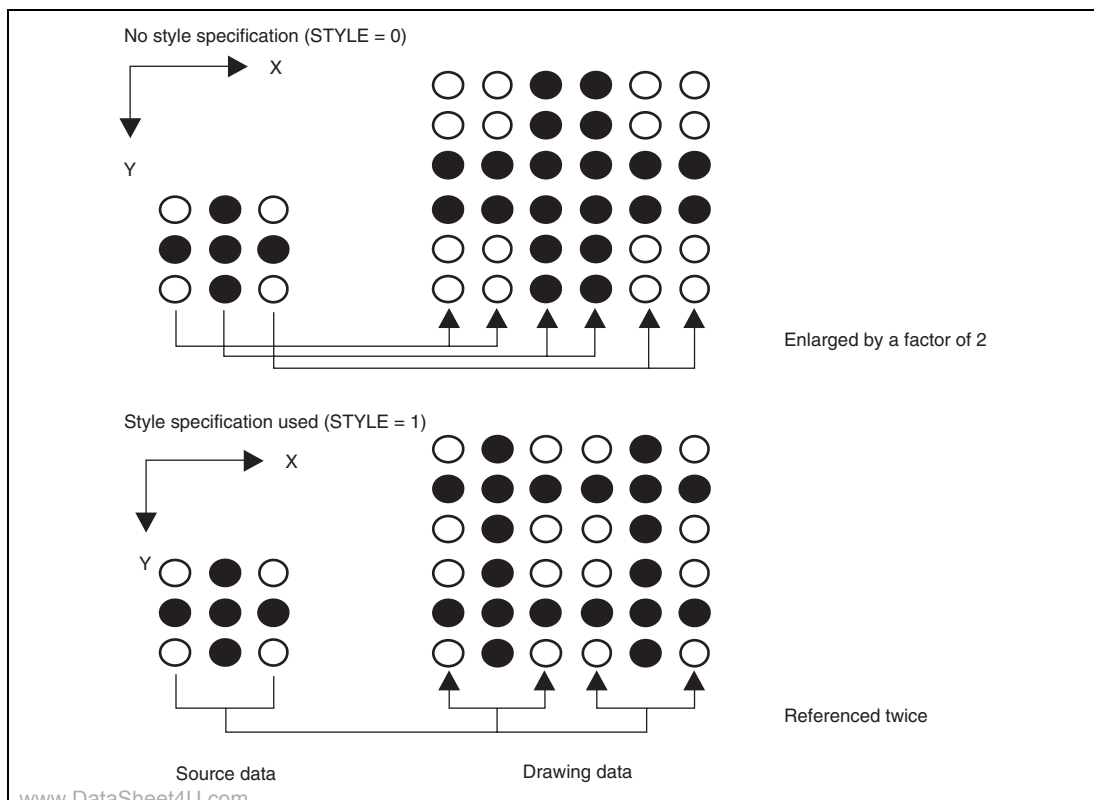 No style specification (STYLE = 0)
X
Y
Enlarged by a factor of 2
Style specification used (STYLE = 1)
X
Y
Referenced twice
Source data
Drawing data
www.DataSheet4U.com